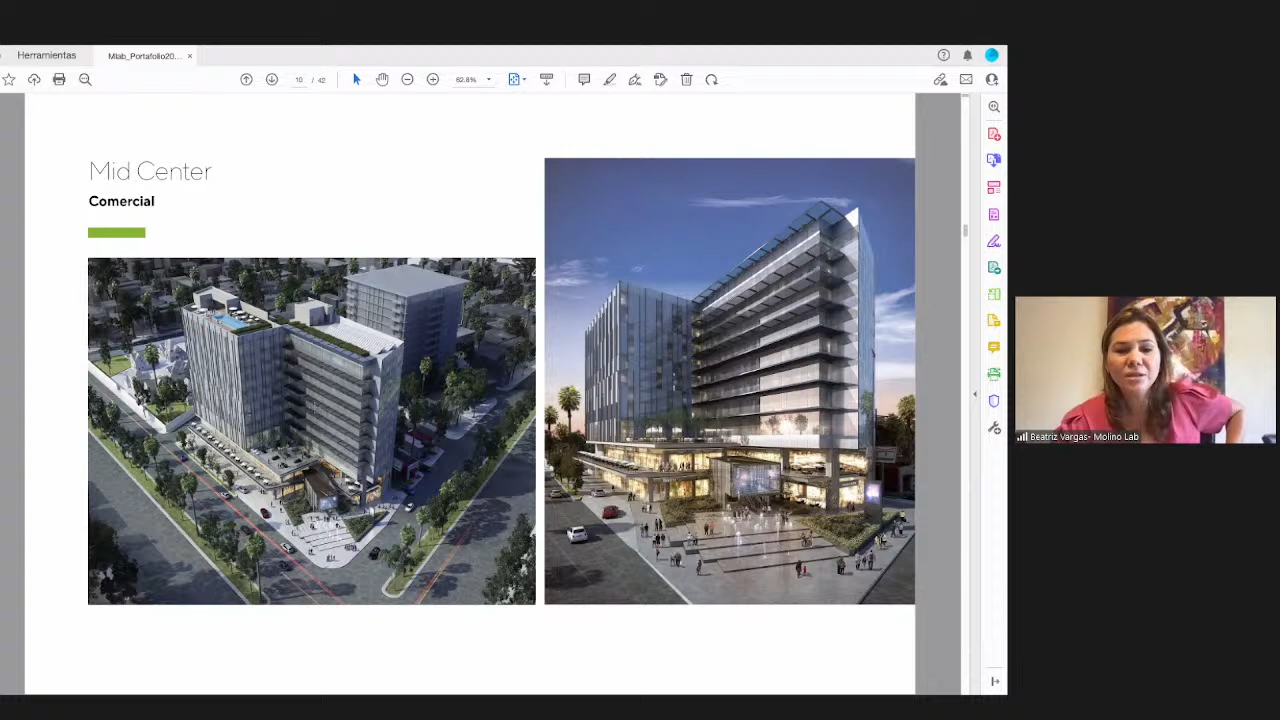 Herramientas
Mlab_Portafolio20...
10 / 42
62.8%
Mid Center
Comercial
Beatriz Vargas- Molino Lab